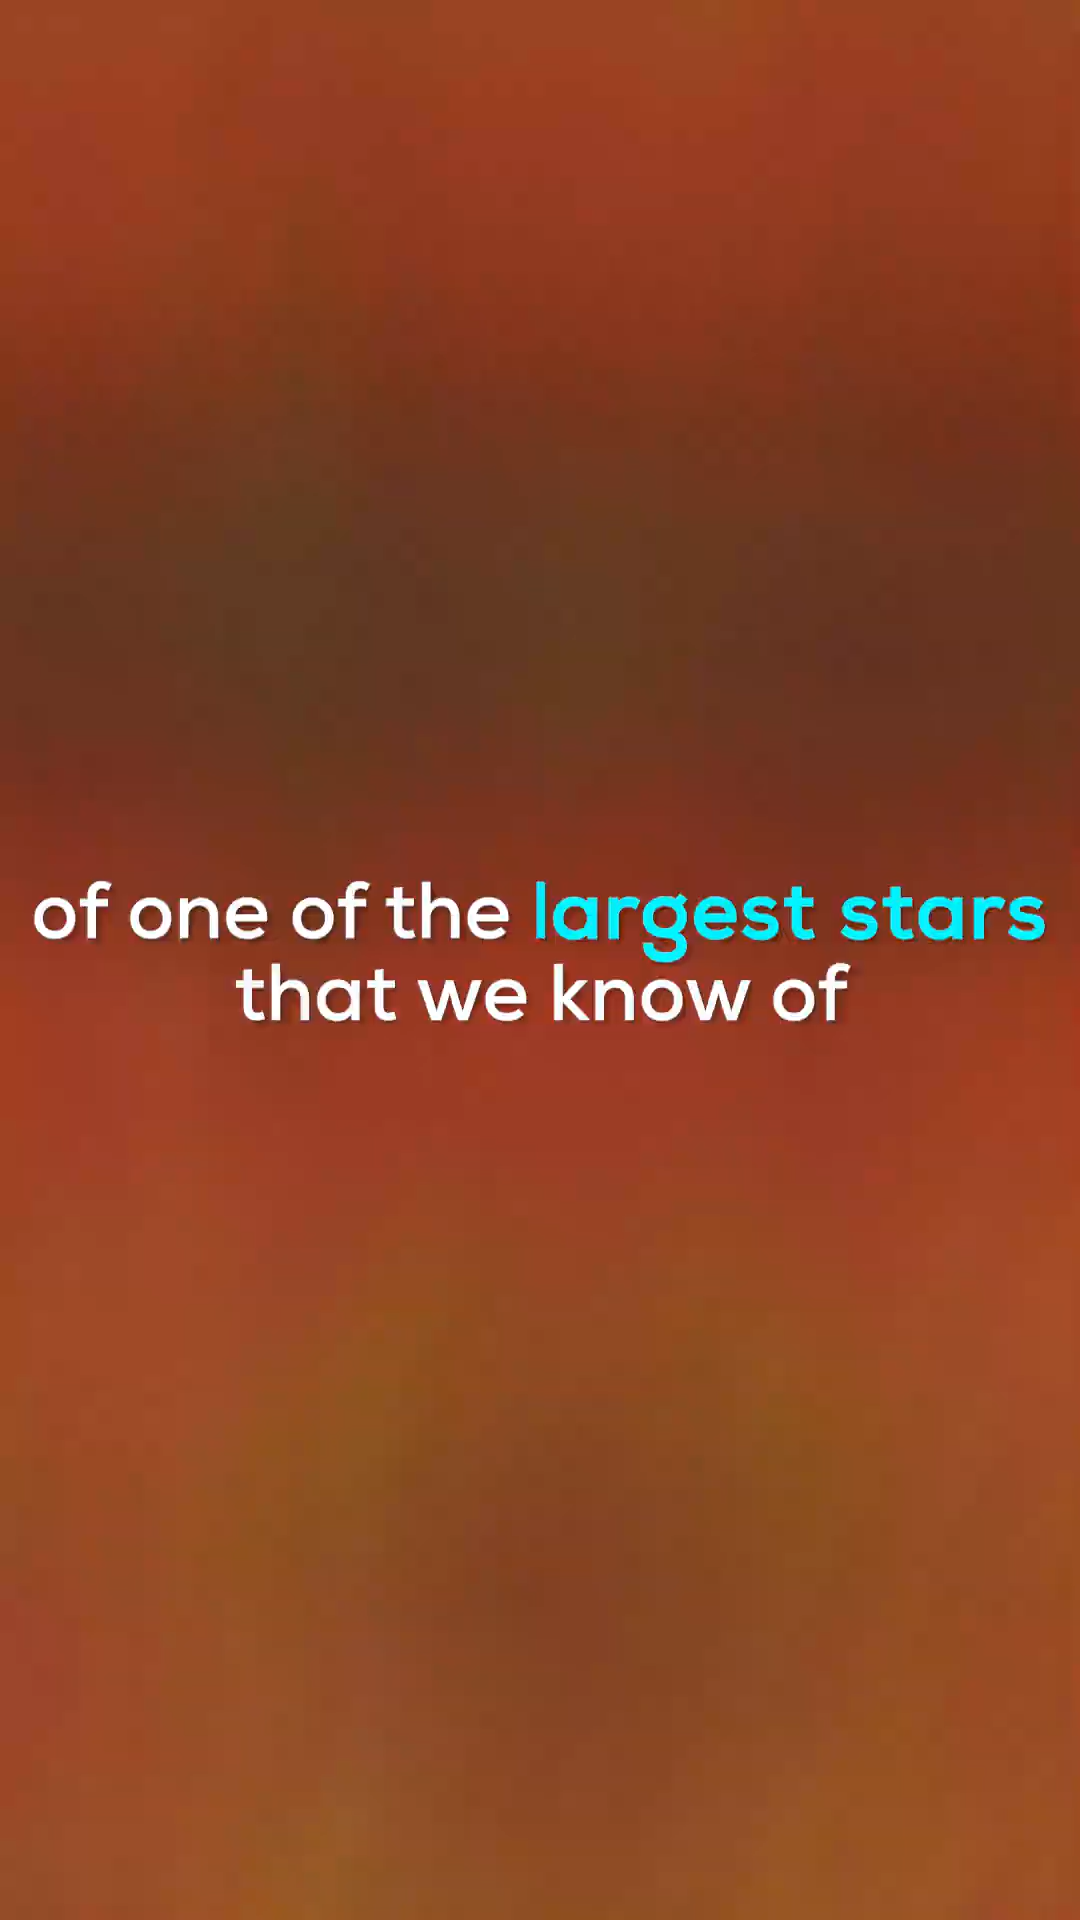 of one of the largest stars
that we know of